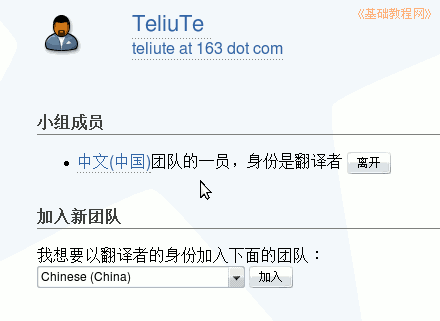 《基础教程网》
TeliuTe
teliute at 163 dot com
小组成员
中文(中国)团队的一员，身份是翻译者 离开
加入新团队
我想要以翻译者的身份加入下面的团队：
Chinese (China) 加入